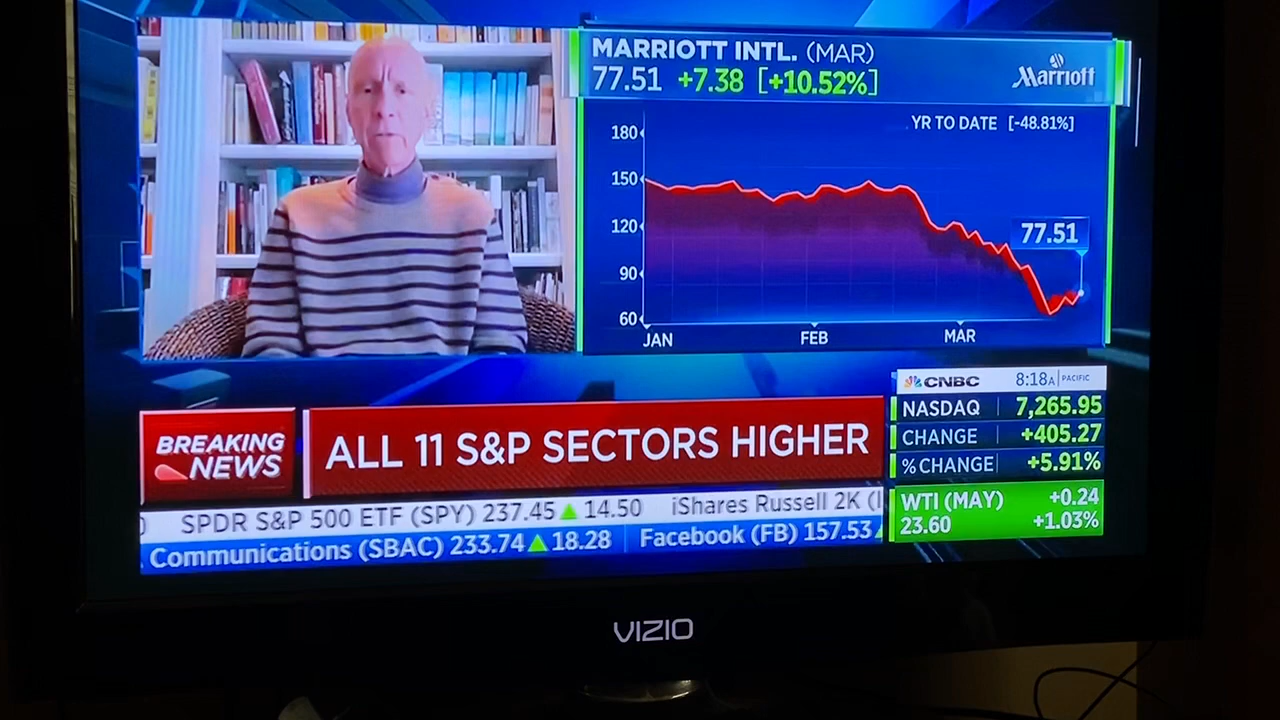 MARRIOTT INTL. (MAR)
77.51 +7.38 [+10.52%]
Marriott
YR TO DATE [-48.81%]
180
150
120
90
60
77.51
JAN FEB MAR
CNBC 8:18A PACIFIC
NASDAQ 7,265.95
CHANGE +405.27
% CHANGE +5.91%
WTI (MAY) +0.24
23.60 +1.03%
BREAKING
NEWS
ALL 11 S&P SECTORS HIGHER
) SPDR S&P 500 ETF (SPY) 237.45 ▲ 14.50 iShares Russell 2K (I
Communications (SBAC) 233.74 ▲ 18.28 Facebook (FB) 157.53
VIZIO